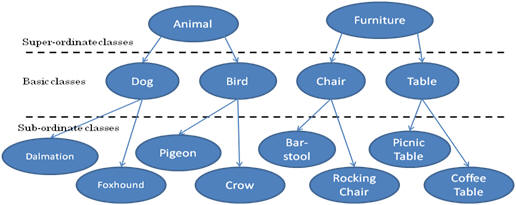 Animal
Furniture
Super-ordinate classes
Basic classes
Dog
Bird
Chair
Table
Sub-ordinate classes
Dalmation
Foxhound
Pigeon
Crow
Bar-
stool
Rocking
Chair
Picnic
Table
Coffee
Table